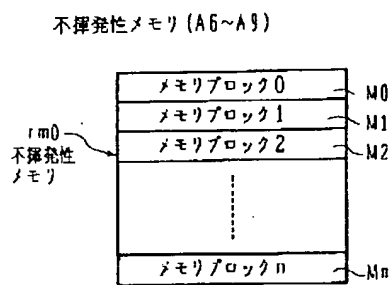 不揮発性メモリ(A6~A9)
メモリブロック0
M0
メモリブロック1
M1
メモリブロック2
M2
rm0
不揮発性
メモリ
メモリブロックn
Mn